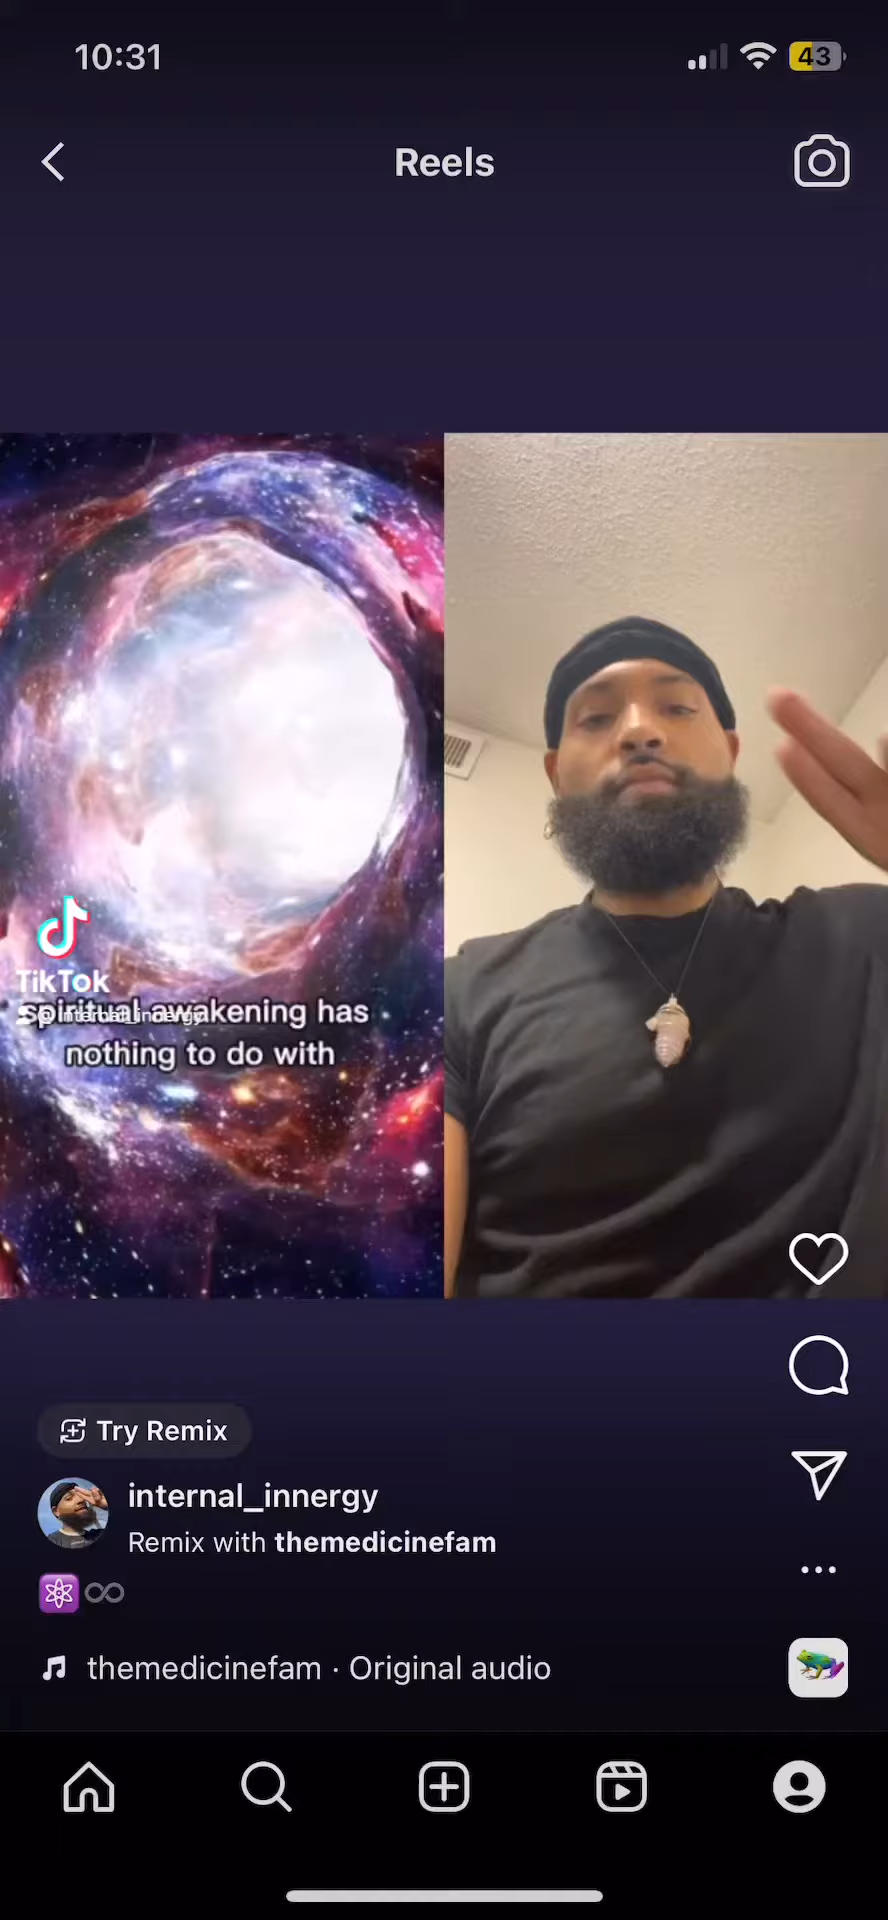 10:31
43
Reels
TikTok
@internal_innergy
spiritual awakening has
nothing to do with
Try Remix
internal_innergy
Remix with themedicinefam
themedicinefam · Original audio